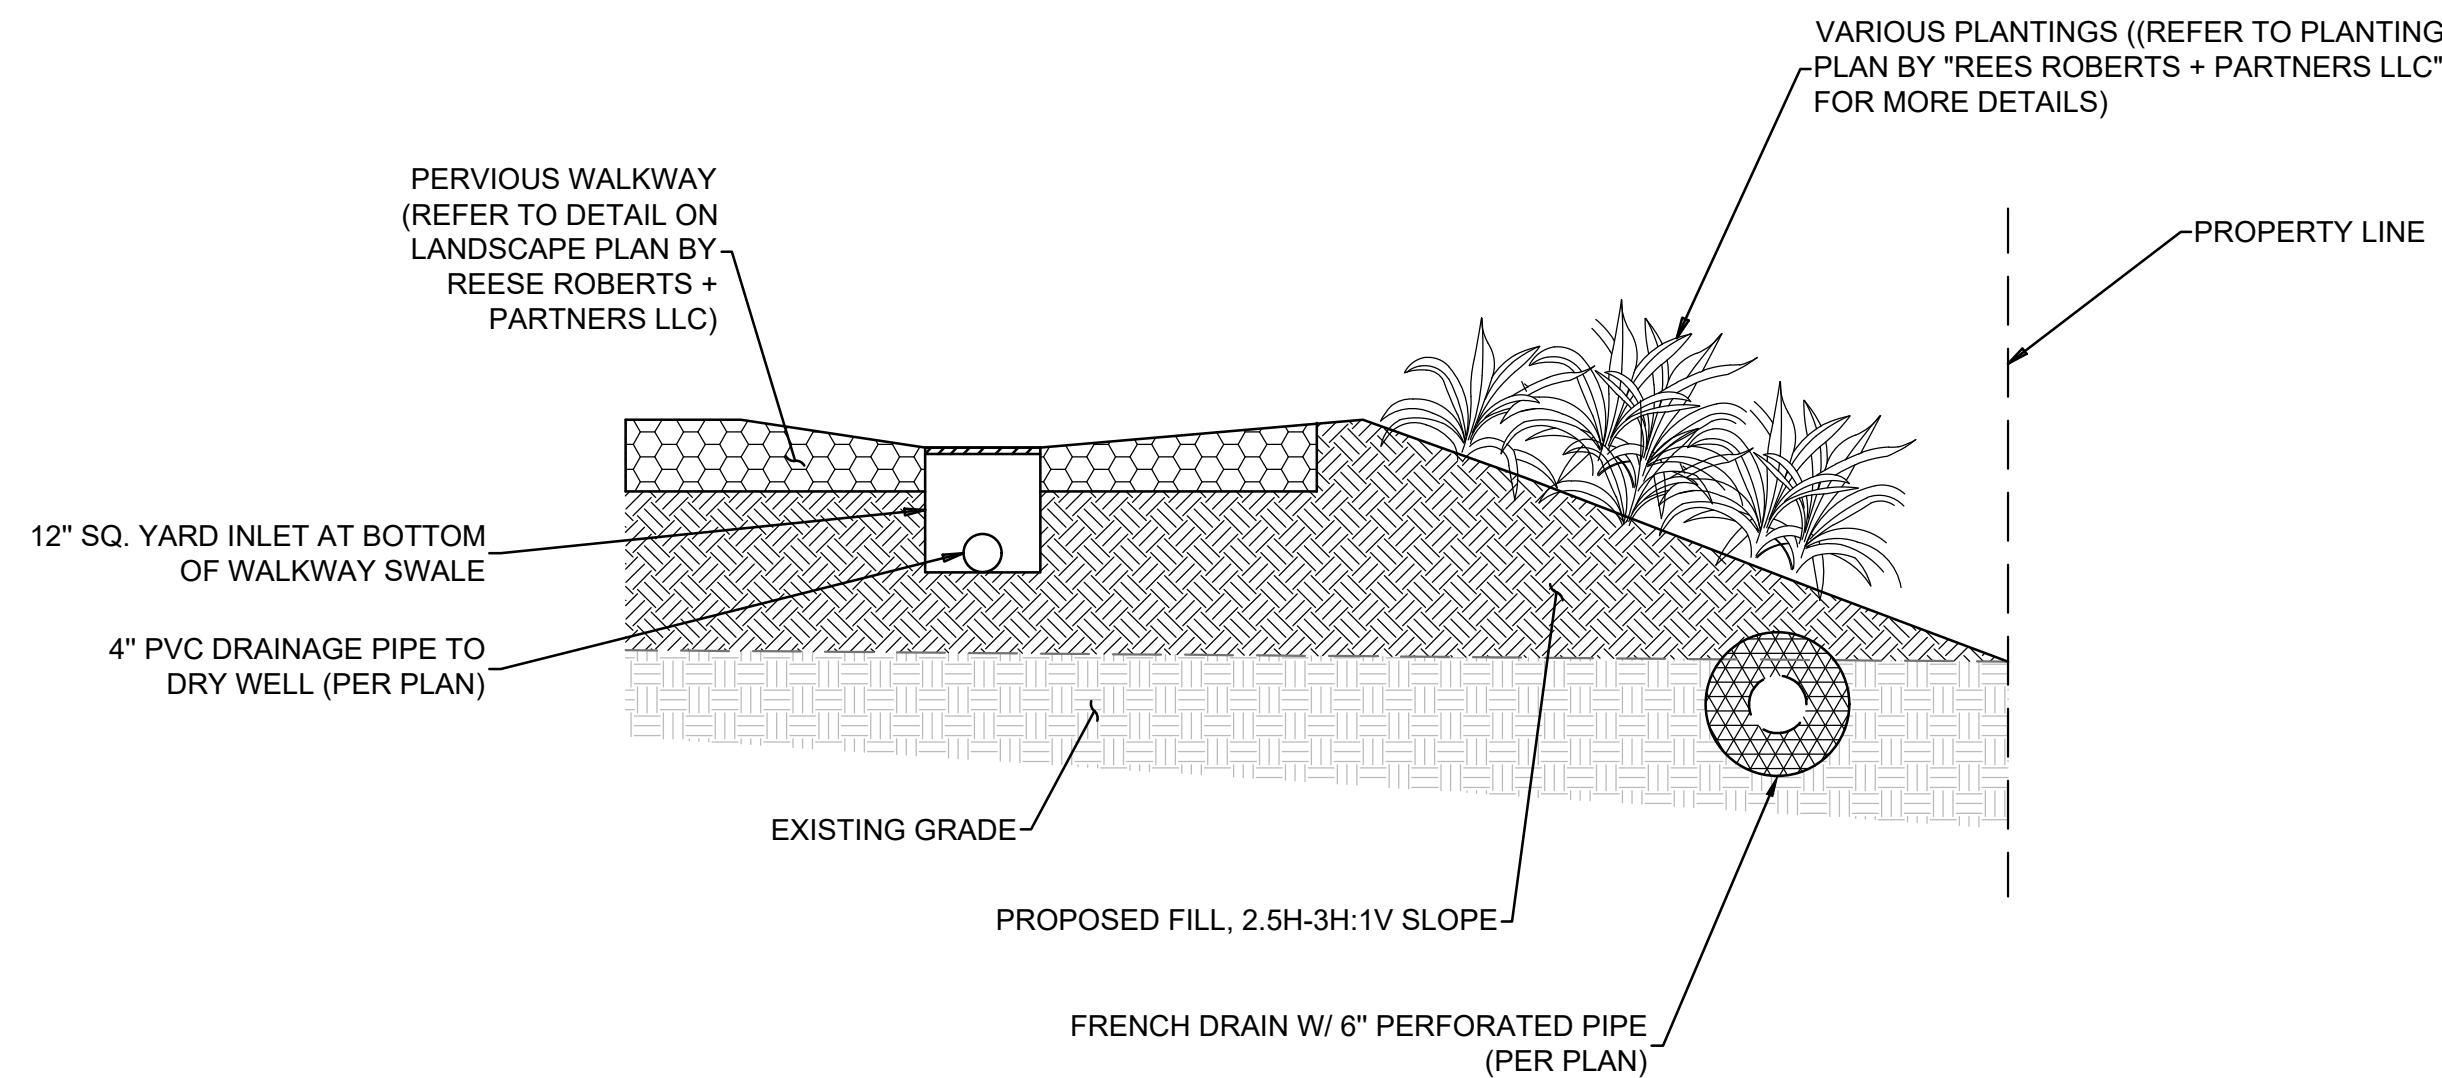 VARIOUS PLANTINGS ((REFER TO PLANTING
PLAN BY "REES ROBERTS + PARTNERS LLC"
FOR MORE DETAILS)
PERVIOUS WALKWAY
(REFER TO DETAIL ON
LANDSCAPE PLAN BY
REESE ROBERTS +
PARTNERS LLC)
PROPERTY LINE
12" SQ. YARD INLET AT BOTTOM
OF WALKWAY SWALE
4" PVC DRAINAGE PIPE TO
DRY WELL (PER PLAN)
EXISTING GRADE
PROPOSED FILL, 2.5H-3H:1V SLOPE
FRENCH DRAIN W/ 6" PERFORATED PIPE
(PER PLAN)